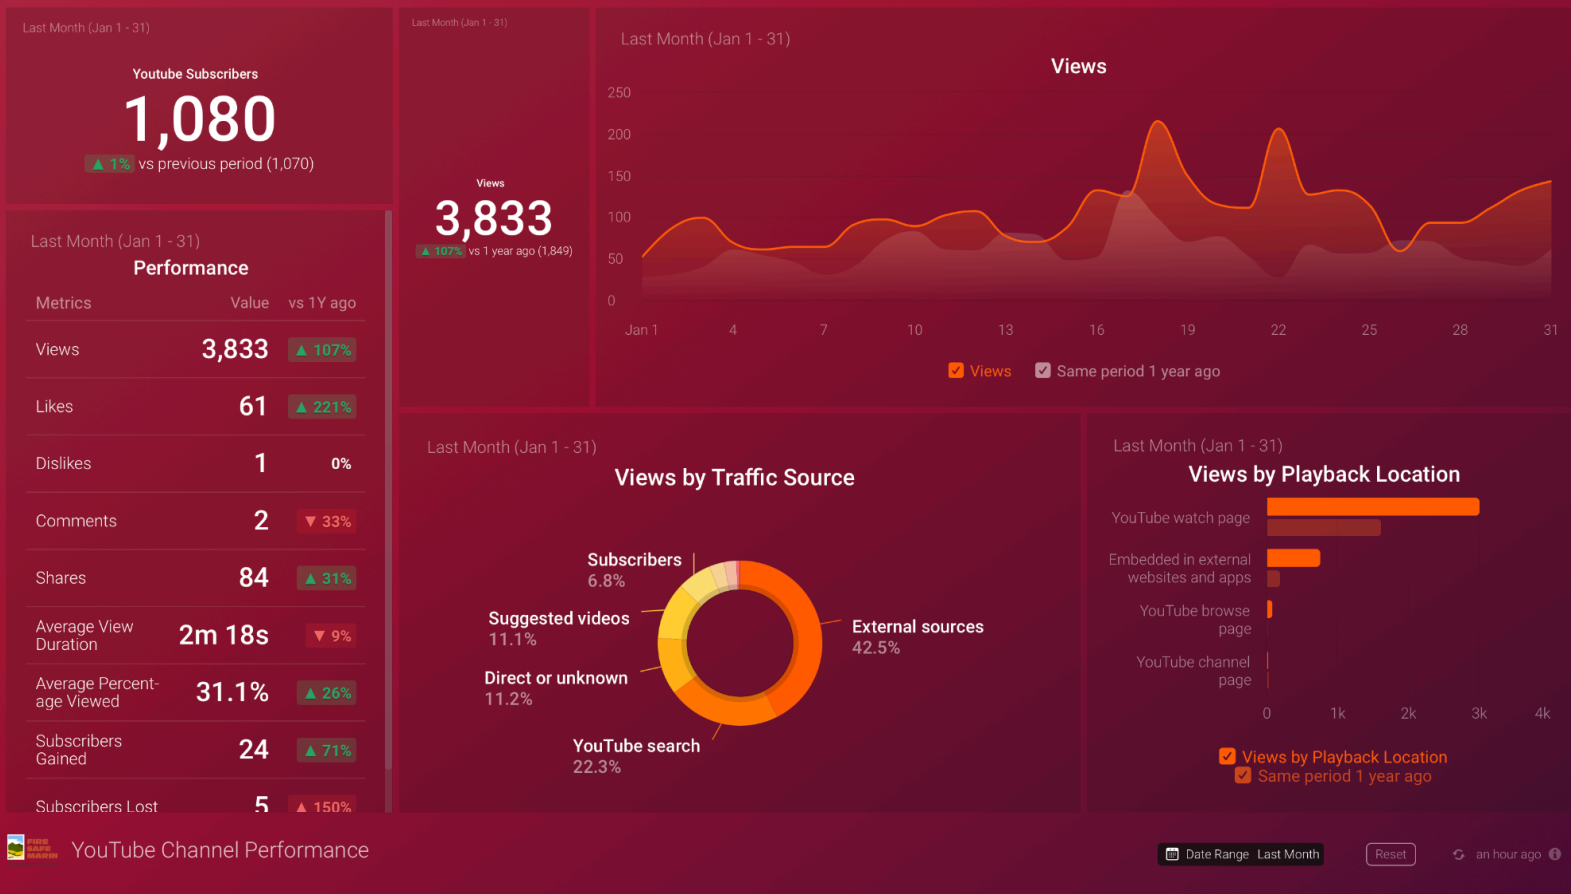 Last Month (Jan 1 - 31)
Youtube Subscribers
1,080
▲ 1% vs previous period (1,070)
Last Month (Jan 1 - 31)
Performance
Metrics Value vs 1Y ago
Views 3,833 ▲ 107%
Likes 61 ▲ 221%
Dislikes 1 0%
Comments 2 ▼ 33%
Shares 84 ▲ 31%
Average View
Duration 2m 18s ▼ 9%
Average Percent-
age Viewed 31.1% ▲ 26%
Subscribers
Gained 24 ▲ 71%
Subscribers Lost 5 ▲ 150%
Last Month (Jan 1 - 31)
Views
3,833
▲ 107% vs 1 year ago (1,849)
Last Month (Jan 1 - 31)
Views
250
200
150
100
50
0
Jan 1 4 7 10 13 16 19 22 25 28 31
Views Same period 1 year ago
Last Month (Jan 1 - 31)
Views by Traffic Source
Subscribers
6.8%
Suggested videos
11.1%
Direct or unknown
11.2%
YouTube search
22.3%
External sources
42.5%
Last Month (Jan 1 - 31)
Views by Playback Location
YouTube watch page
Embedded in external
websites and apps
YouTube browse
page
YouTube channel
page
0 1k 2k 3k 4k
Views by Playback Location
Same period 1 year ago
FIRE
SAFE
MARIN
YouTube Channel Performance
Date Range Last Month
Reset
an hour ago